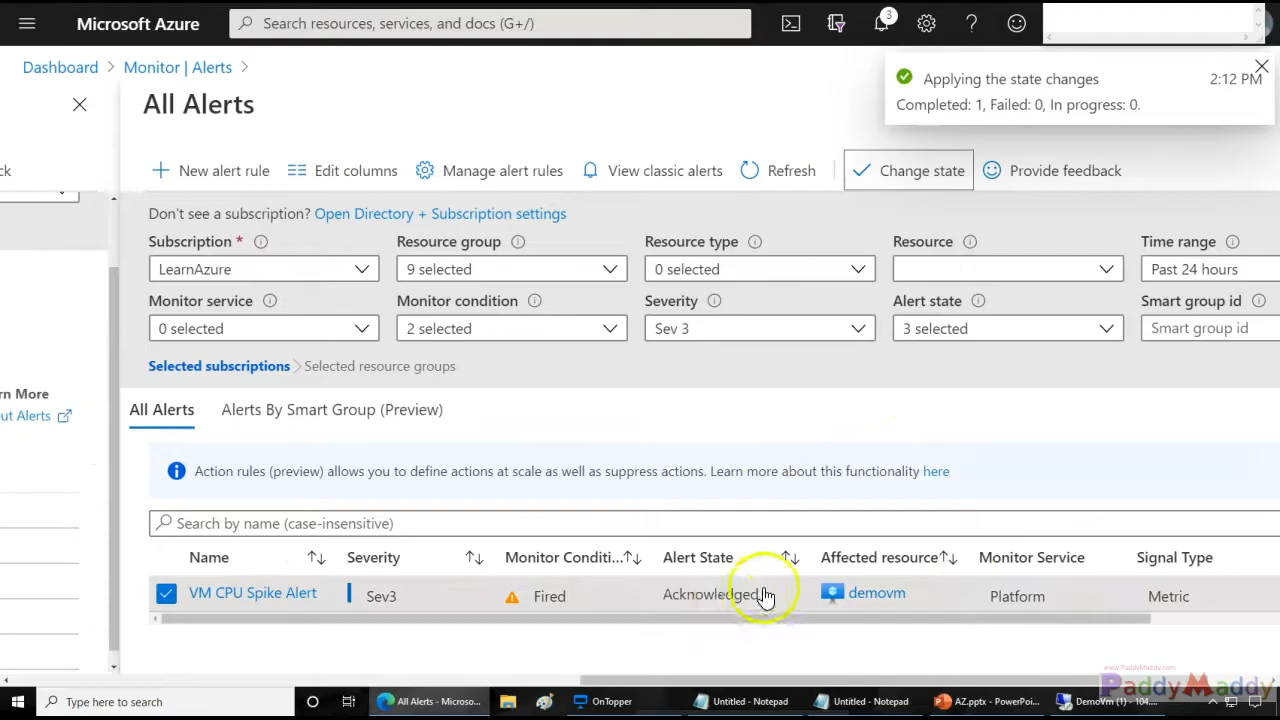 Microsoft Azure
Search resources, services, and docs (G+/)
3
Dashboard > Monitor | Alerts >
Applying the state changes 2:12 PM
Completed: 1, Failed: 0, In progress: 0.
All Alerts
ck
New alert rule Edit columns Manage alert rules View classic alerts Refresh Change state Provide feedback
Don't see a subscription? Open Directory + Subscription settings
Subscription * Resource group Resource type Resource Time range
LearnAzure 9 selected 0 selected Past 24 hours
Monitor service Monitor condition Severity Alert state Smart group id
0 selected 2 selected Sev 3 3 selected Smart group id
Selected subscriptions > Selected resource groups
rn More
ut Alerts
All Alerts Alerts By Smart Group (Preview)
Action rules (preview) allows you to define actions at scale as well as suppress actions. Learn more about this functionality here
Search by name (case-insensitive)
Name Severity Monitor Conditi... Alert State Affected resource Monitor Service Signal Type
VM CPU Spike Alert Sev3 Fired Acknowledged demovm Platform Metric
www.PaddyMaddy.com
PaddyMaddy
Type here to search All Alerts - Microso... OnTopper Untitled - Notepad Untitled - Notepad AZ.pptx - PowerPoi... DemoVm (1) - 104....